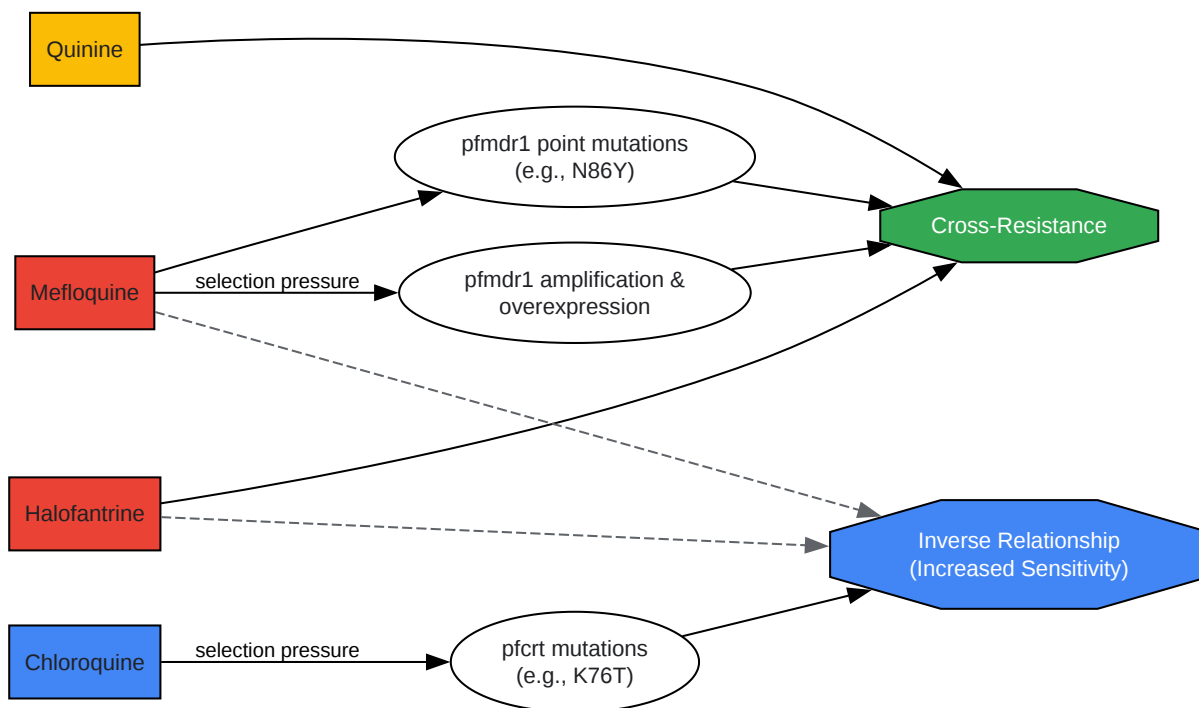 Quinine
pfmdr1 point mutations
(e.g., N86Y)
Cross-Resistance
Mefloquine
selection pressure
pfmdr1 amplification &
overexpression
Halofantrine
Inverse Relationship
(Increased Sensitivity)
Chloroquine
selection pressure
pfcrt mutations
(e.g., K76T)